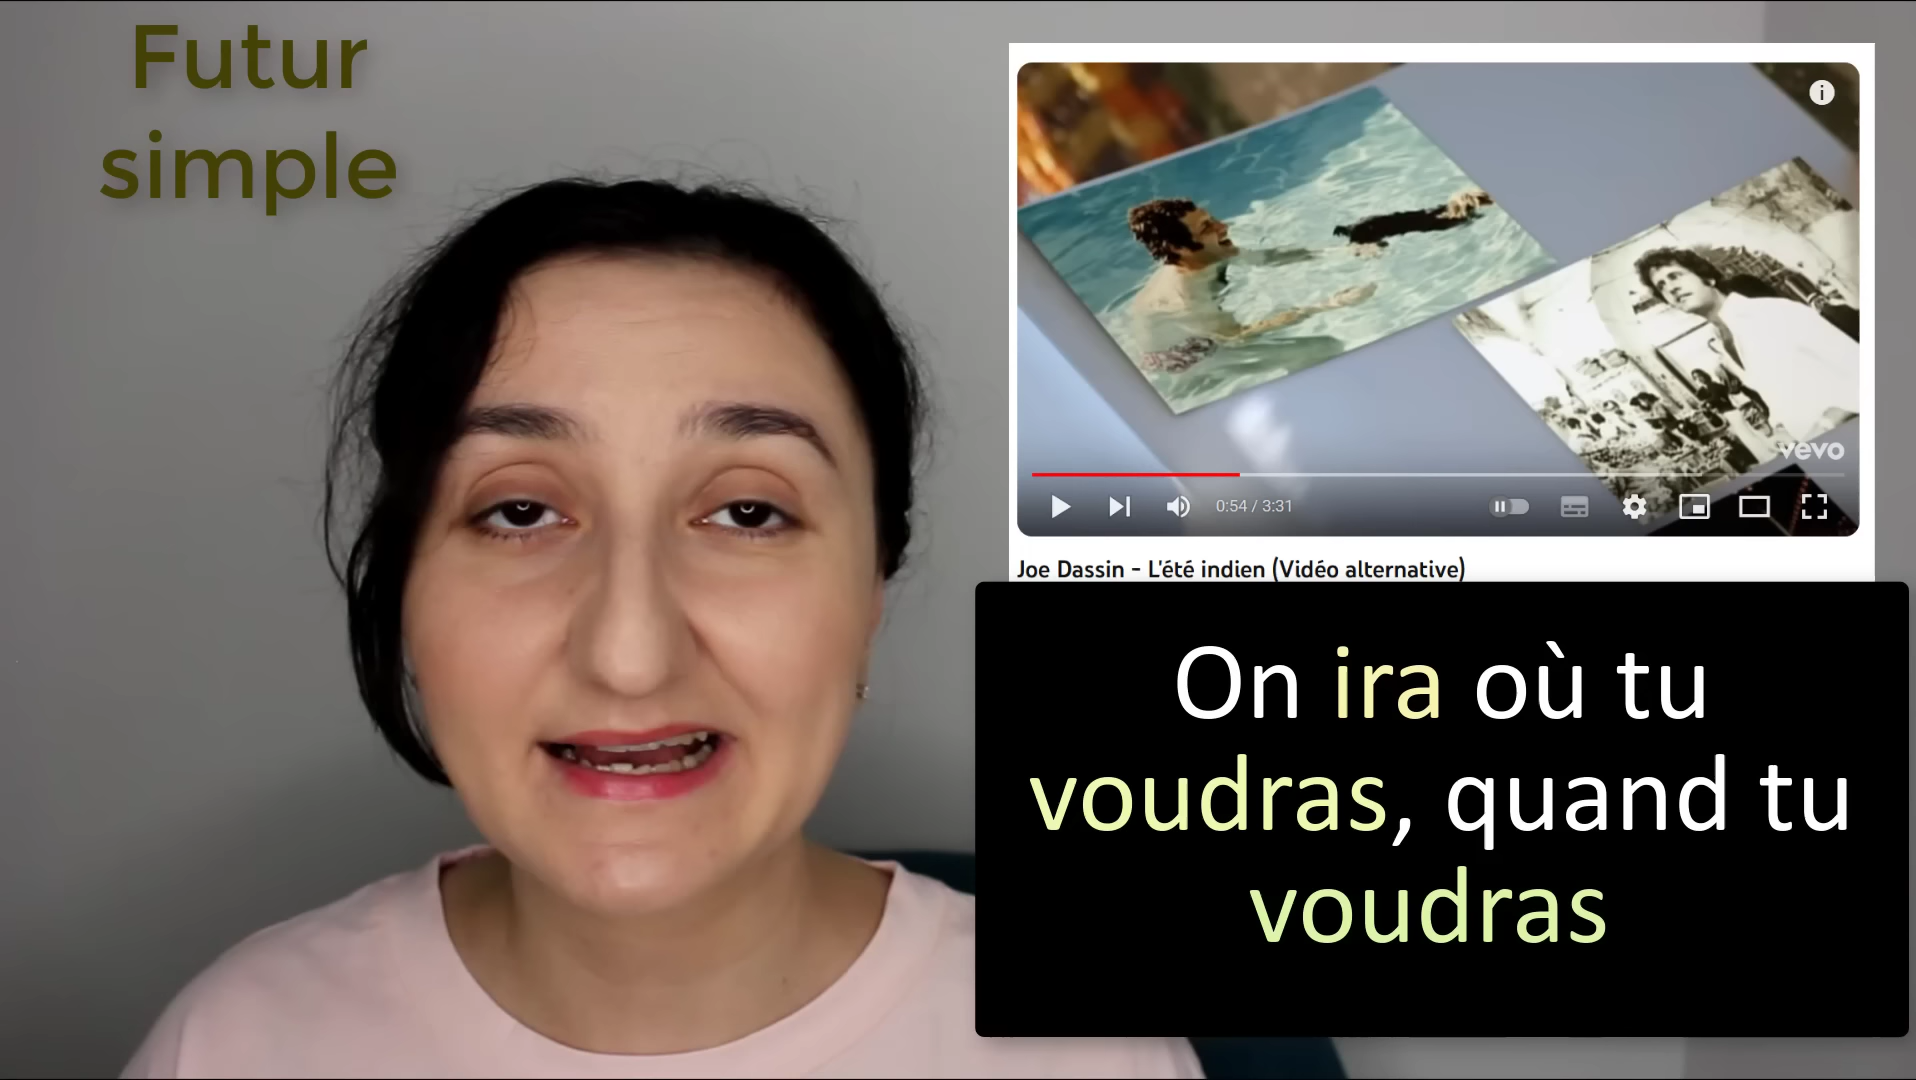 Futur
simple
vevo
0:54 / 3:31
Joe Dassin - L'été indien (Vidéo alternative)
On ira où tu
voudras, quand tu
voudras